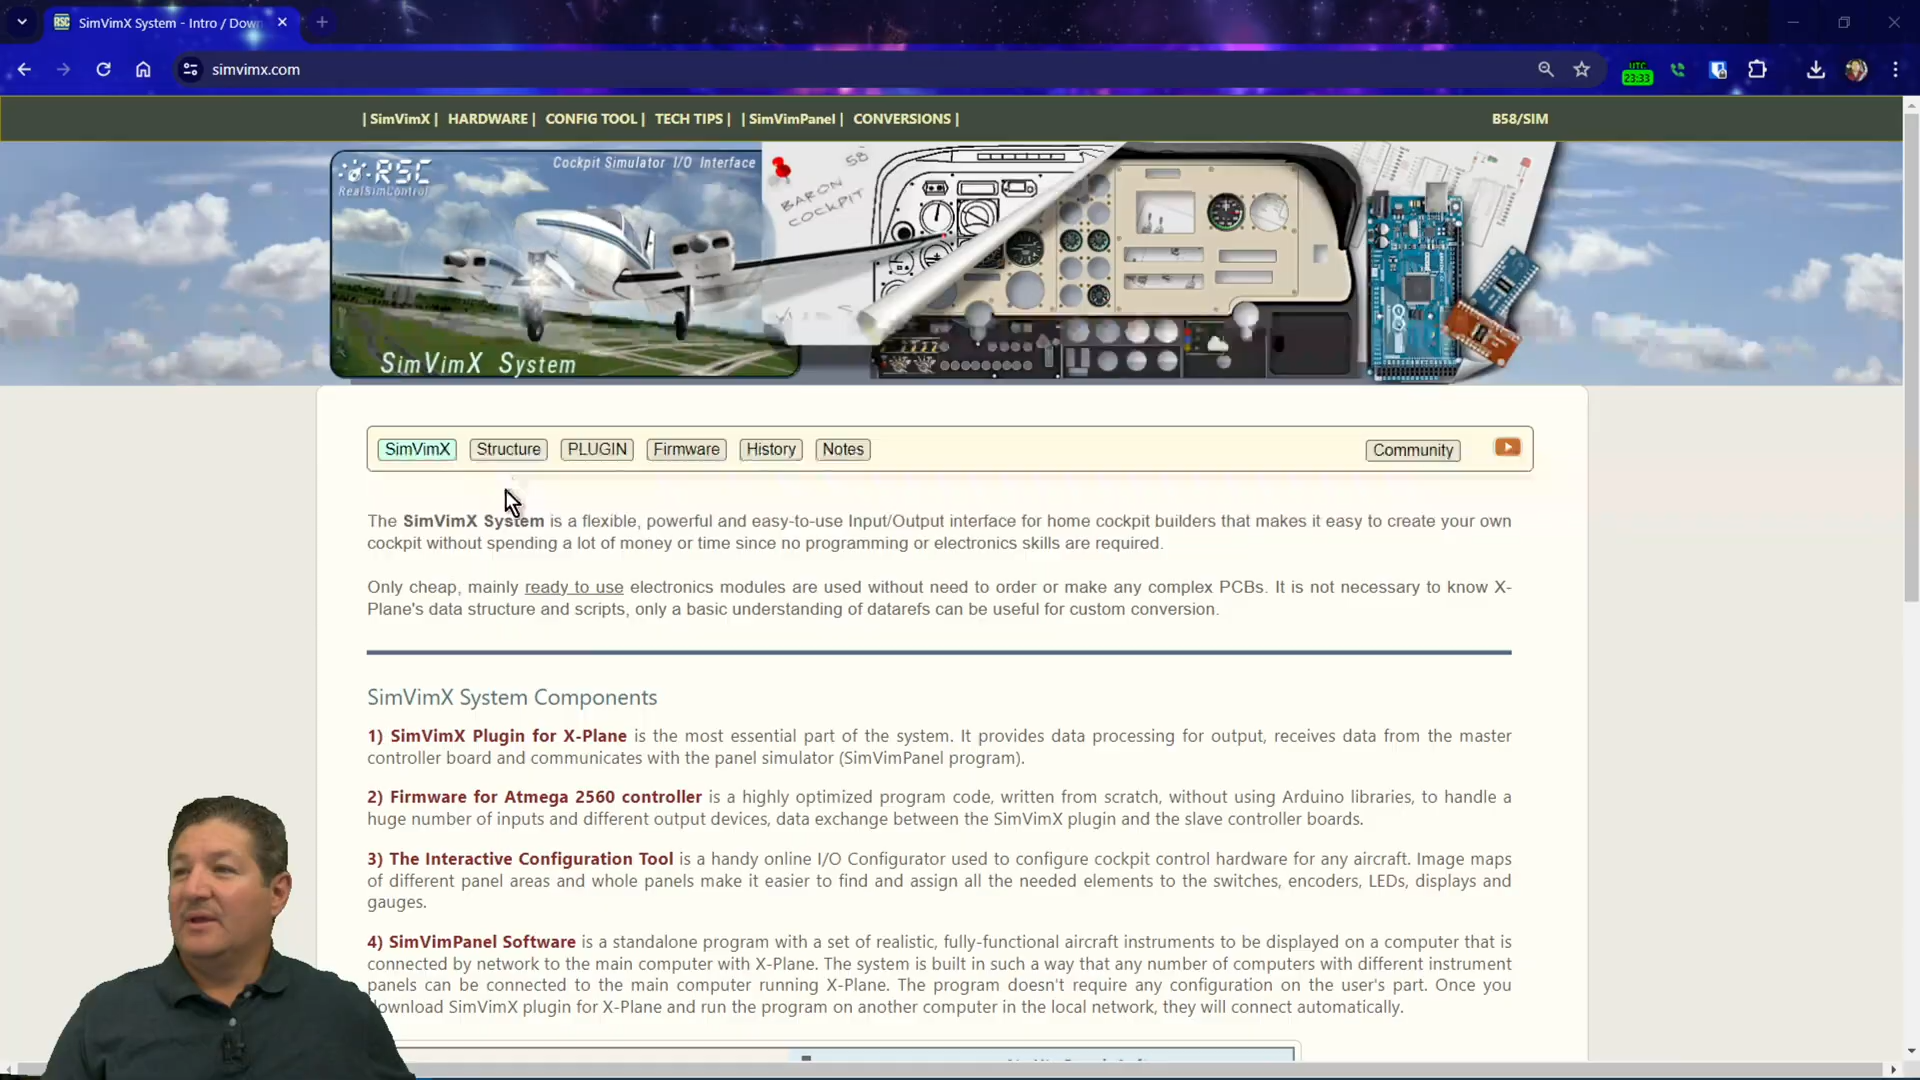 SimVimX System - Intro / Dow
simvimx.com
UTC
23:33
| SimVimX | HARDWARE | CONFIG TOOL | TECH TIPS | | SimVimPanel | CONVERSIONS |
B58/SIM
RSC
RealSimControl
Cockpit Simulator I/O Interface
BARON 58
COCKPIT
SimVimX System
SimVimX Structure PLUGIN Firmware History Notes Community
The SimVimX System is a flexible, powerful and easy-to-use Input/Output interface for home cockpit builders that makes it easy to create your own
cockpit without spending a lot of money or time since no programming or electronics skills are required.
Only cheap, mainly ready to use electronics modules are used without need to order or make any complex PCBs. It is not necessary to know X-
Plane's data structure and scripts, only a basic understanding of datarefs can be useful for custom conversion.
SimVimX System Components
1) SimVimX Plugin for X-Plane is the most essential part of the system. It provides data processing for output, receives data from the master
controller board and communicates with the panel simulator (SimVimPanel program).
2) Firmware for Atmega 2560 controller is a highly optimized program code, written from scratch, without using Arduino libraries, to handle a
huge number of inputs and different output devices, data exchange between the SimVimX plugin and the slave controller boards.
3) The Interactive Configuration Tool is a handy online I/O Configurator used to configure cockpit control hardware for any aircraft. Image maps
of different panel areas and whole panels make it easier to find and assign all the needed elements to the switches, encoders, LEDs, displays and
gauges.
4) SimVimPanel Software is a standalone program with a set of realistic, fully-functional aircraft instruments to be displayed on a computer that is
connected by network to the main computer with X-Plane. The system is built in such a way that any number of computers with different instrument
panels can be connected to the main computer running X-Plane. The program doesn't require any configuration on the user's part. Once you
download SimVimX plugin for X-Plane and run the program on another computer in the local network, they will connect automatically.